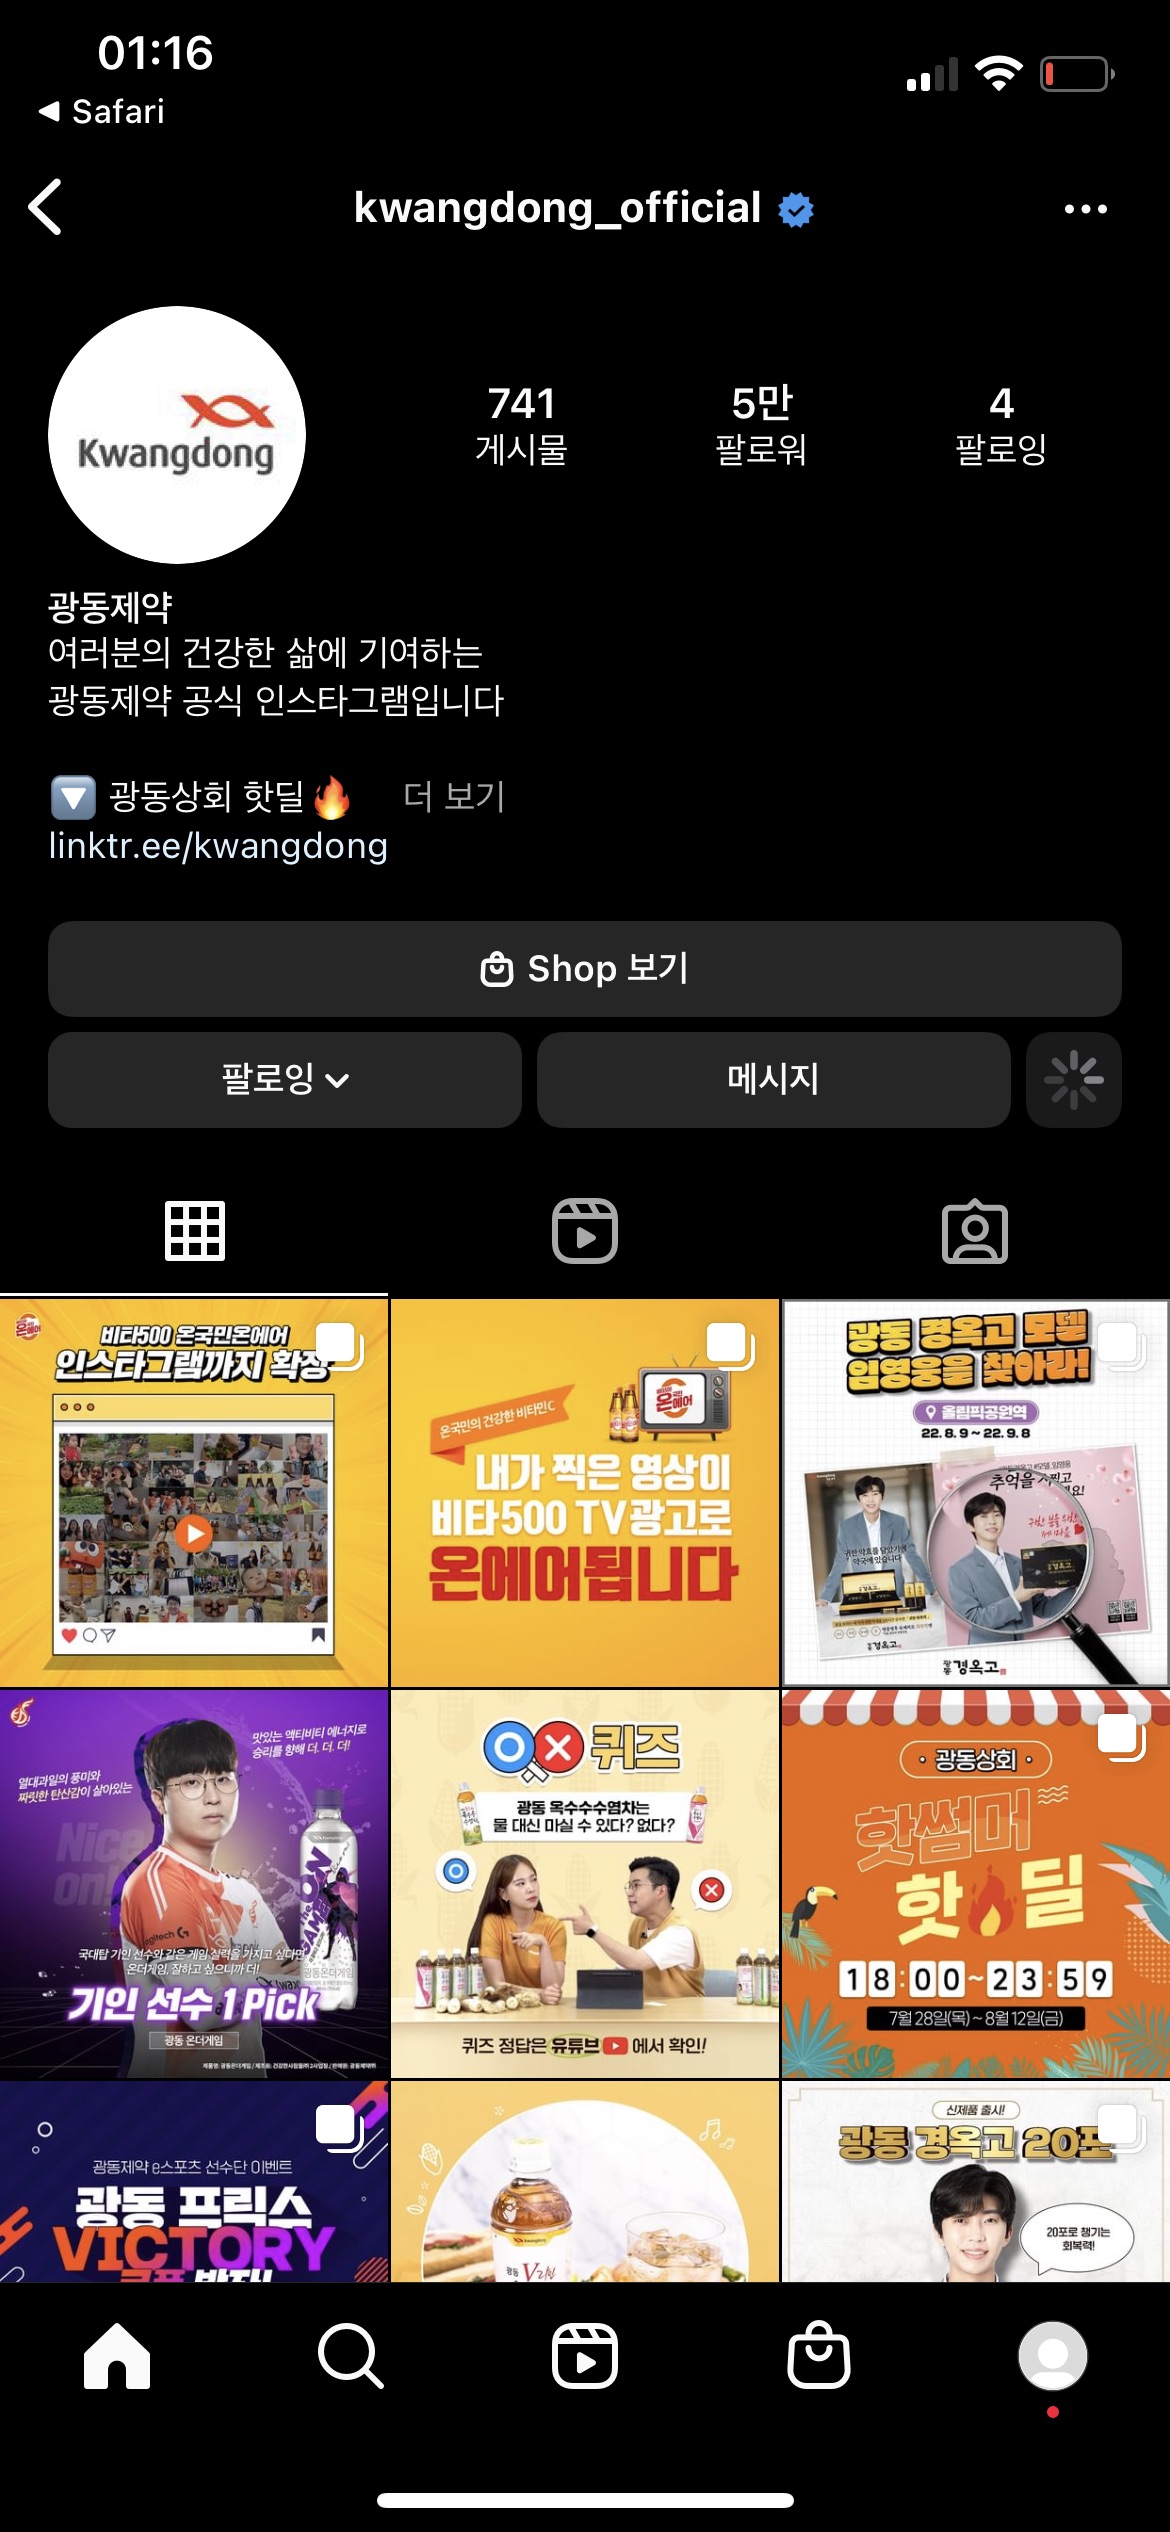 01:16
Safari
kwangdong_official
Kwangdong
741
게시물
5만
팔로워
4
팔로잉
광동제약
여러분의 건강한 삶에 기여하는
광동제약 공식 인스타그램입니다
광동상회 핫딜 더 보기
linktr.ee/kwangdong
Shop 보기
팔로잉
메시지
온에어
비타500 온국민온에어
인스타그램까지 확장
온국민의 건강한 비타민C
온에어
내가 찍은 영상이
비타500 TV광고로
온에어됩니다
광동 경옥고 모델
임영웅을 찾아라!
올림픽공원역
22. 8. 9 ~ 22. 9. 8
추억을
경옥고
광동 경옥고
맛있는 액티비티 에너지로
승리를 향해 더. 더. 더!
열대과일의 풍미와
짜릿한 탄산감이 살아있는
Nice
on!
국대탑 기인 선수와 같은 게임 실력을 가지고 싶다면
온더게임, 잘하고 싶으니까 더!
기인 선수 1 Pick
광동 온더게임
OX퀴즈
광동 옥수수수염차는
물 대신 마실 수 있다? 없다?
퀴즈 정답은 유튜브 에서 확인!
· 광동상회 ·
핫썸머
핫 딜
18:00~23:59
7월 28일(목) ~ 8월 12일(금)
광동제약 e스포츠 선수단 이벤트
광동 프릭스
VICTORY
신제품 출시!
광동 경옥고 20포
20포로 챙기는
회복력!